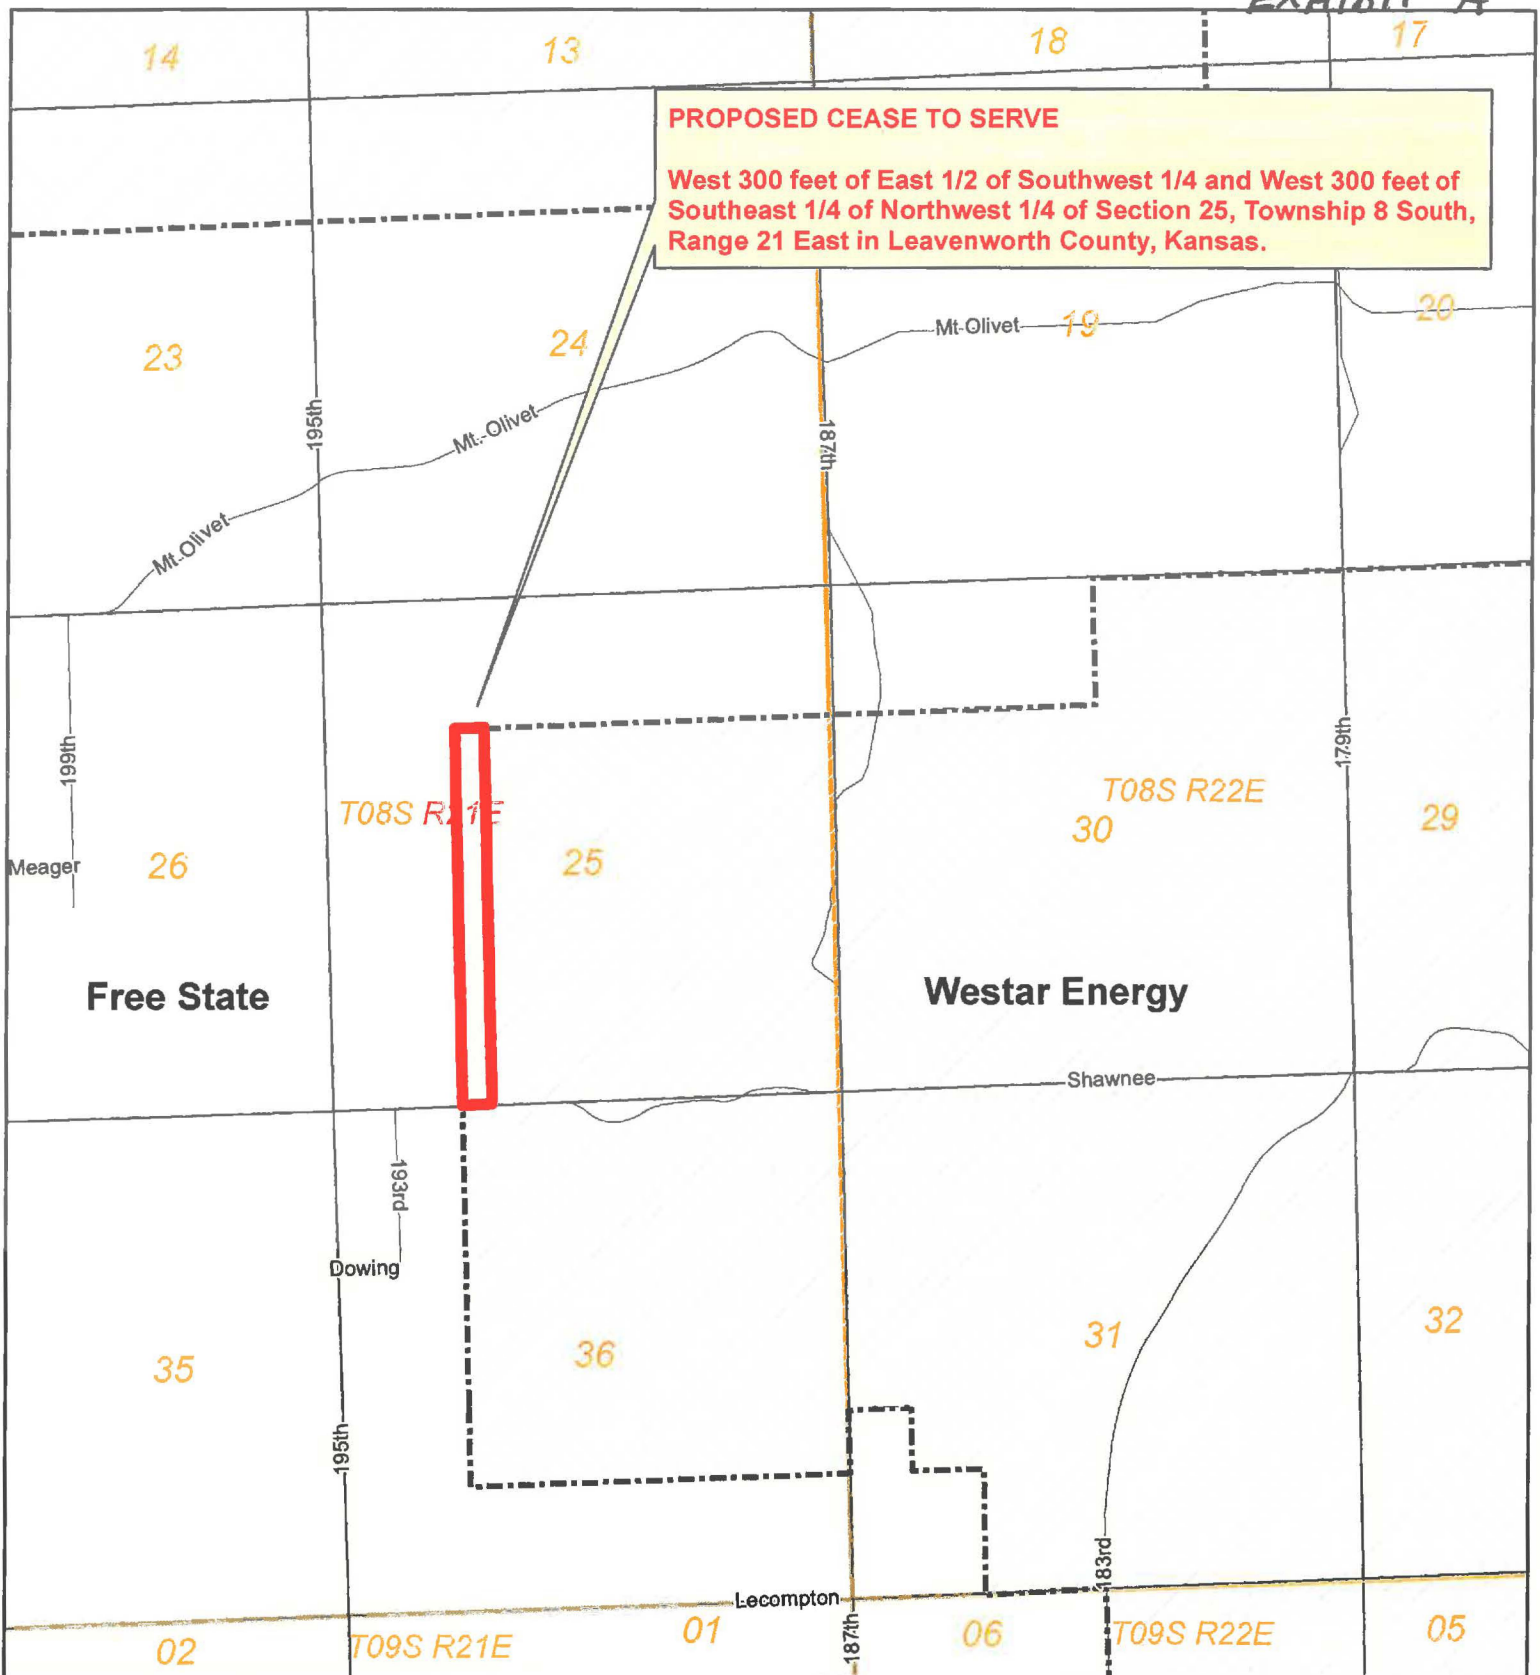 EXHIBIT A
14
13
18
17
PROPOSED CEASE TO SERVE
West 300 feet of East 1/2 of Southwest 1/4 and West 300 feet of
Southeast 1/4 of Northwest 1/4 of Section 25, Township 8 South,
Range 21 East in Leavenworth County, Kansas.
23
24
Mt-Olivet
19
20
195th
Mt.-Olivet
187th
Mt-Olivet
199th
179th
T08S R21E
T08S R22E
Meager
26
25
30
29
Free State
Westar Energy
Shawnee
193rd
Dowing
35
36
31
32
195th
183rd
Lecompton
187th
02
T09S R21E
01
06
T09S R22E
05